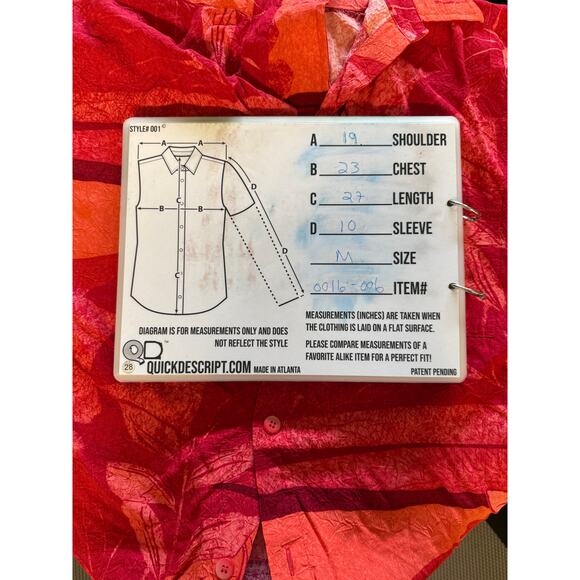 STYLE# 001©
A 19 SHOULDER
B 23 CHEST
C 27 LENGTH
D 10 SLEEVE
M SIZE
0016-006 ITEM#
A A
C
B B
D
D
C
MEASUREMENTS (INCHES) ARE TAKEN WHEN
THE CLOTHING IS LAID ON A FLAT SURFACE.
PLEASE COMPARE MEASUREMENTS OF A
FAVORITE ALIKE ITEM FOR A PERFECT FIT!
PATENT PENDING
DIAGRAM IS FOR MEASUREMENTS ONLY AND DOES
NOT REFLECT THE STYLE
QD™
28
QUICKDESCRIPT.COM MADE IN ATLANTA